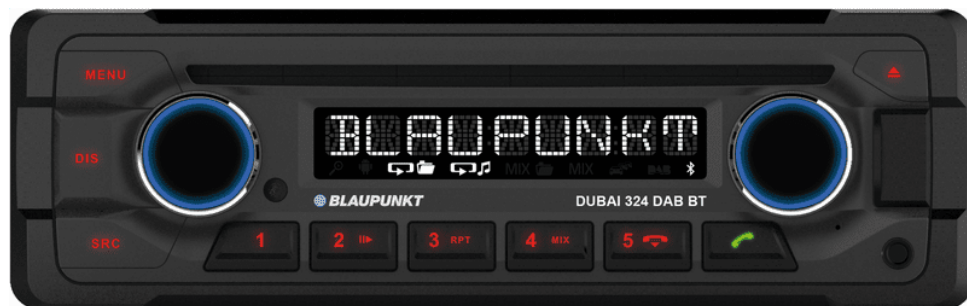 MENU
BLAUPUNKT
DIS
MIX MIX DAB
BLAUPUNKT DUBAI 324 DAB BT
SRC
1 2 3 RPT 4 MIX 5